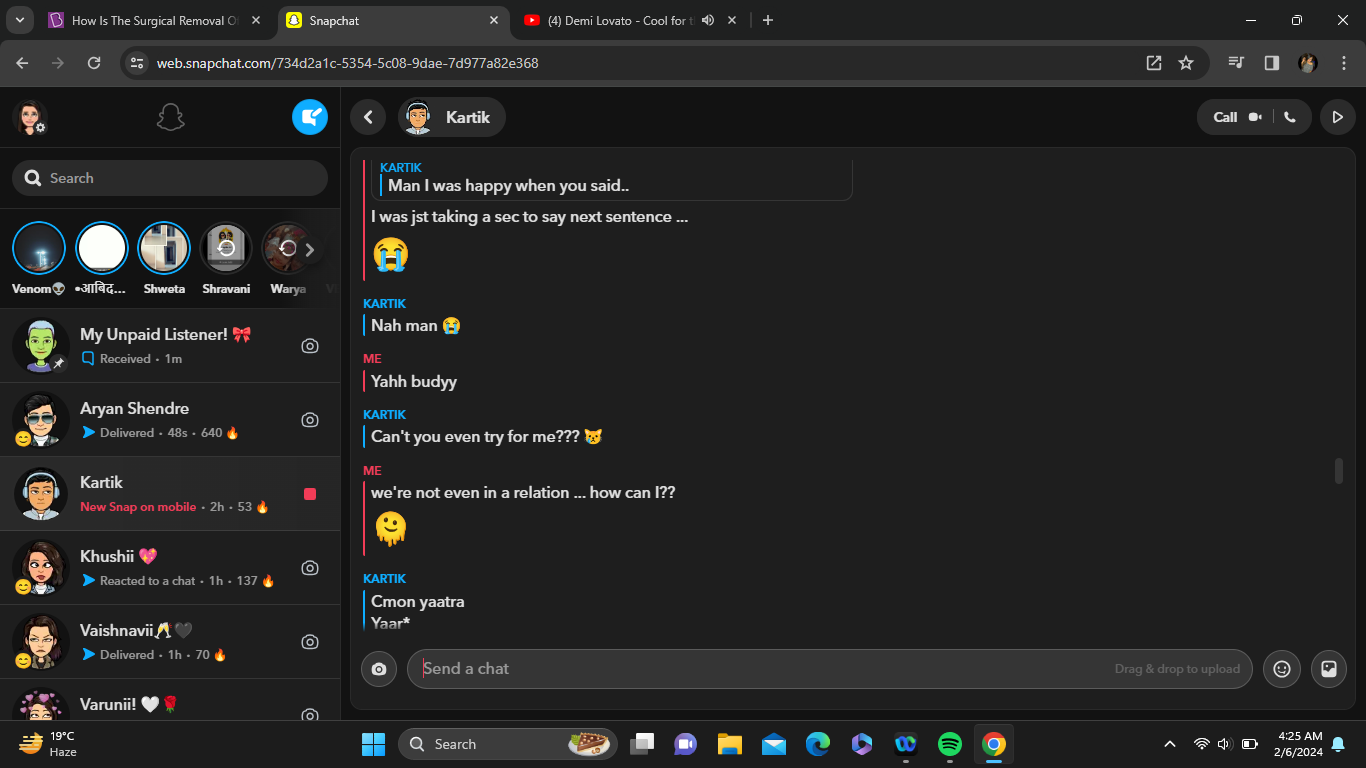 How Is The Surgical Removal O
Snapchat
(4) Demi Lovato - Cool for t
web.snapchat.com/734d2a1c-5354-5c08-9dae-7d977a82e368
Kartik
Call
Search
Venom👽
•आबिद...
Shweta
Shravani
Warya
My Unpaid Listener! 🎀
Received · 1m
Aryan Shendre
Delivered · 48s · 640 🔥
Kartik
New Snap on mobile · 2h · 53 🔥
Khushii 💖
Reacted to a chat · 1h · 137 🔥
Vaishnavii🥂🖤
Delivered · 1h · 70 🔥
Varunii! 🤍🌹
KARTIK
Man I was happy when you said..
I was jst taking a sec to say next sentence ...
😭
KARTIK
Nah man 😭
ME
Yahh budyy
KARTIK
Can't you even try for me??? 😿
ME
we're not even in a relation ... how can I??
🫠
KARTIK
Cmon yaatra
Yaar*
Send a chat
Drag & drop to upload
19°C
Haze
Search
4:25 AM
2/6/2024